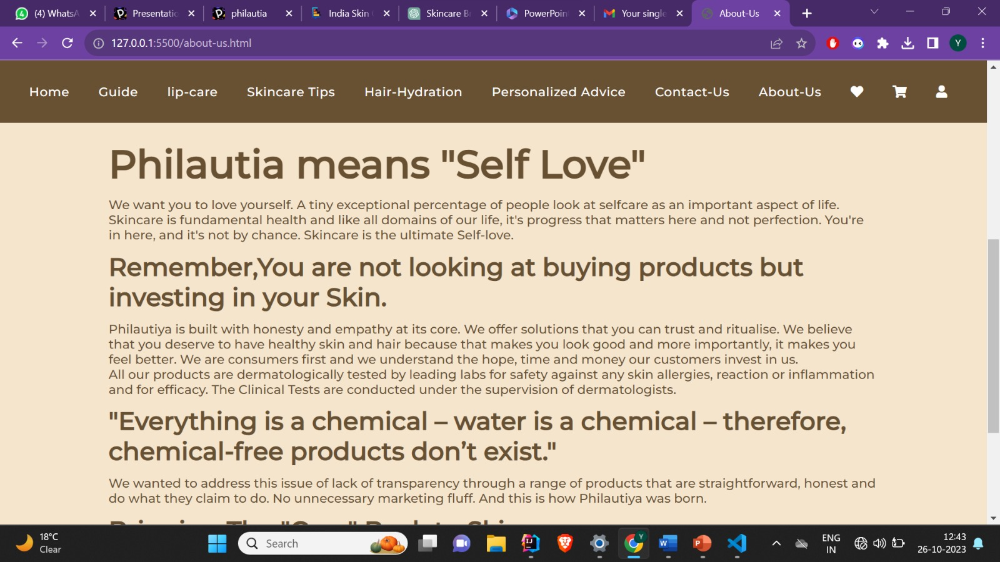 (4) WhatsA
Presentatio
philautia
India Skin
Skincare B
PowerPoin
Your single
About-Us
127.0.0.1:5500/about-us.html
Y
Home Guide lip-care Skincare Tips Hair-Hydration Personalized Advice Contact-Us About-Us
Philautia means "Self Love"
We want you to love yourself. A tiny exceptional percentage of people look at selfcare as an important aspect of life.
Skincare is fundamental health and like all domains of our life, it's progress that matters here and not perfection. You're
in here, and it's not by chance. Skincare is the ultimate Self-love.
Remember,You are not looking at buying products but
investing in your Skin.
Philautiya is built with honesty and empathy at its core. We offer solutions that you can trust and ritualise. We believe
that you deserve to have healthy skin and hair because that makes you look good and more importantly, it makes you
feel better. We are consumers first and we understand the hope, time and money our customers invest in us.
All our products are dermatologically tested by leading labs for safety against any skin allergies, reaction or inflammation
and for efficacy. The Clinical Tests are conducted under the supervision of dermatologists.
"Everything is a chemical – water is a chemical – therefore,
chemical-free products don’t exist."
We wanted to address this issue of lack of transparency through a range of products that are straightforward, honest and
do what they claim to do. No unnecessary marketing fluff. And this is how Philautiya was born.
18°C
Clear
Search
ENG
IN
12:43
26-10-2023